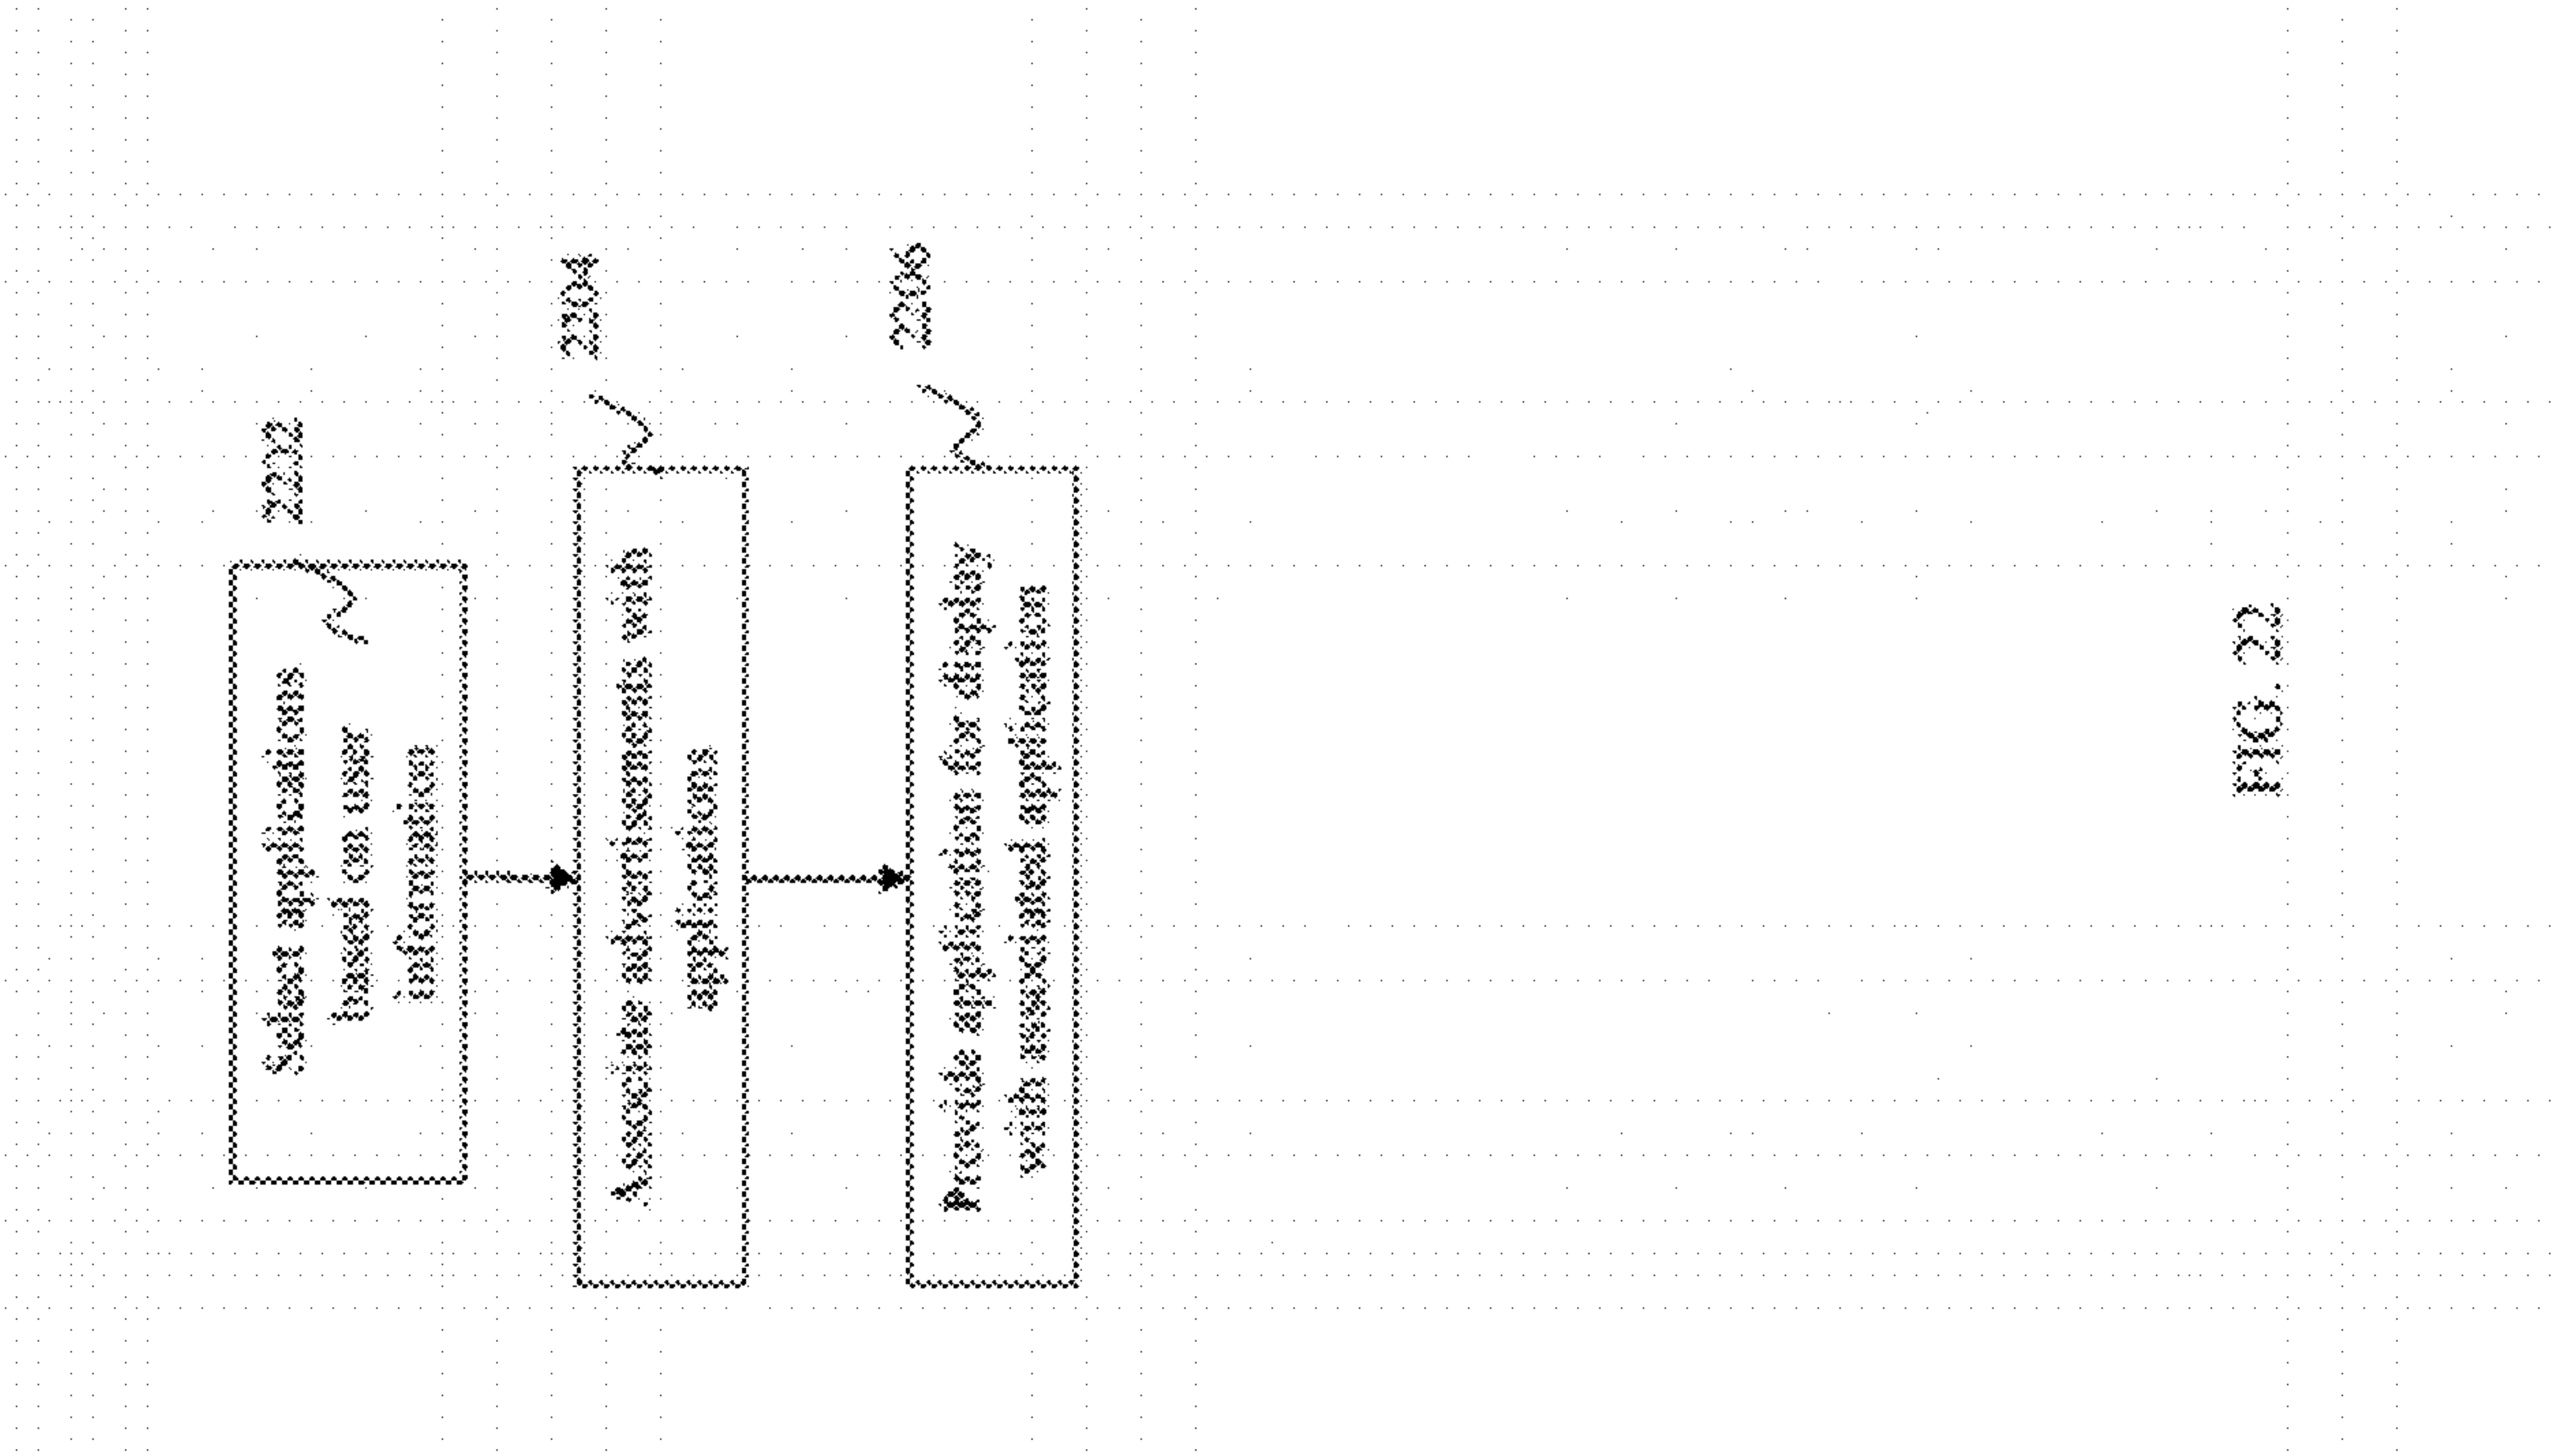 2202
Select applications
based on user
information
2204
Associate advertisements with
applications
2206
Provide application for display
with associated application
FIG. 22